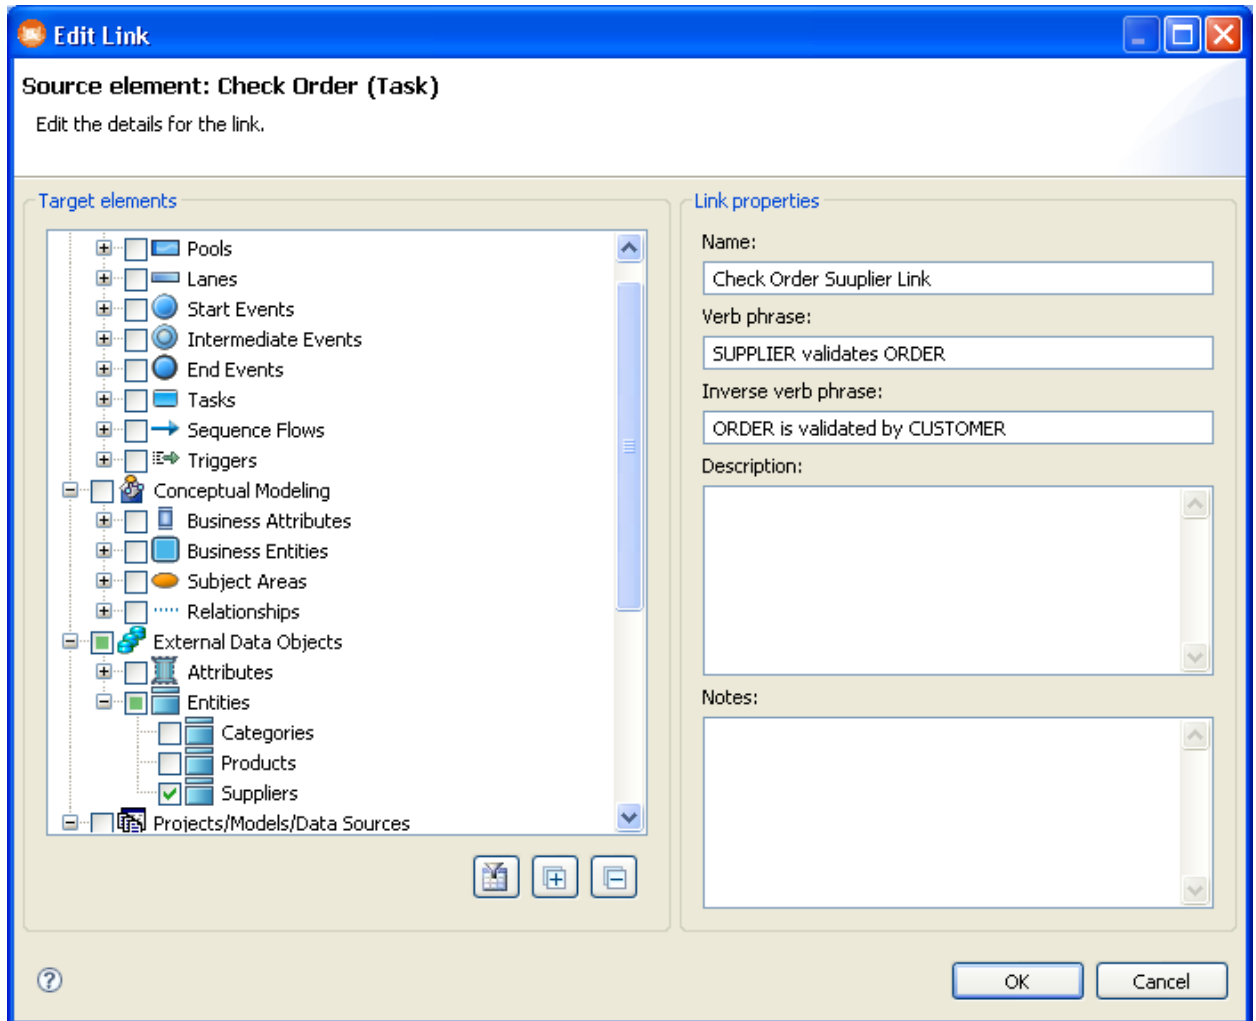 Edit Link
Source element: Check Order (Task)
Edit the details for the link.
Target elements
Pools
Lanes
Start Events
Intermediate Events
End Events
Tasks
Sequence Flows
Triggers
Conceptual Modeling
Business Attributes
Business Entities
Subject Areas
Relationships
External Data Objects
Attributes
Entities
Categories
Products
Suppliers
Projects/Models/Data Sources
Link properties
Name:
Check Order Suuplier Link
Verb phrase:
SUPPLIER validates ORDER
Inverse verb phrase:
ORDER is validated by CUSTOMER
Description:
Notes:
OK
Cancel